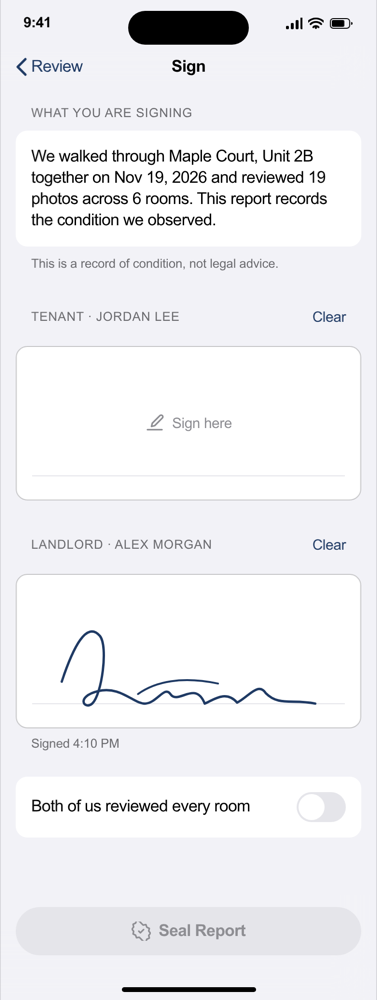 9:41
Review
Sign
WHAT YOU ARE SIGNING
We walked through Maple Court, Unit 2B
together on Nov 19, 2026 and reviewed 19
photos across 6 rooms. This report records
the condition we observed.
This is a record of condition, not legal advice.
TENANT · JORDAN LEE
Clear
Sign here
LANDLORD · ALEX MORGAN
Clear
Signed 4:10 PM
Both of us reviewed every room
Seal Report